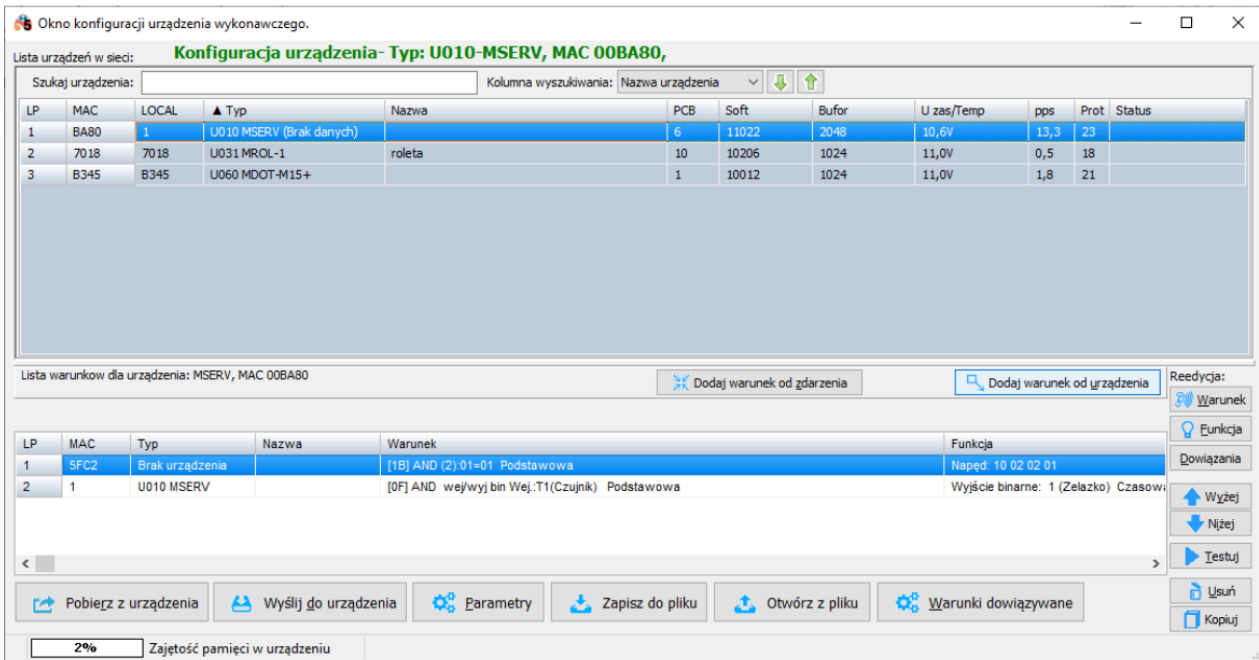 Okno konfiguracji urządzenia wykonawczego.
Lista urządzeń w sieci: Konfiguracja urządzenia- Typ: U010-MSERV, MAC 00BA80,
Szukaj urządzenia: Kolumna wyszukiwania: Nazwa urządzenia
LP MAC LOCAL ▲ Typ Nazwa PCB Soft Bufor U zas/Temp pps Prot Status
1 BA80 1 U010 MSERV (Brak danych) 6 11022 2048 10,6V 13,3 23
2 7018 7018 U031 MROL-1 roleta 10 10206 1024 11,0V 0,5 18
3 B345 B345 U060 MDOT-M15+ 1 10012 1024 11,0V 1,8 21
Lista warunkow dla urządzenia: MSERV, MAC 00BA80 Dodaj warunek od zdarzenia Dodaj warunek od urządzenia
Reedycja:
Warunek
Funkcja
Dowiązania
LP MAC Typ Nazwa Warunek Funkcja
1 5FC2 Brak urządzenia [1B] AND (2):01=01 Podstawowa Napęd: 10 02 02 01
2 1 U010 MSERV [0F] AND wej/wyj bin Wej.:T1(Czujnik) Podstawowa Wyjście binarne: 1 (Zelazko) Czasowa
Wyżej
Niżej
Testuj
Usuń
Kopiuj
Pobierz z urządzenia Wyślij do urządzenia Parametry Zapisz do pliku Otwórz z pliku Warunki dowiązywane
2% Zajętość pamięci w urządzeniu